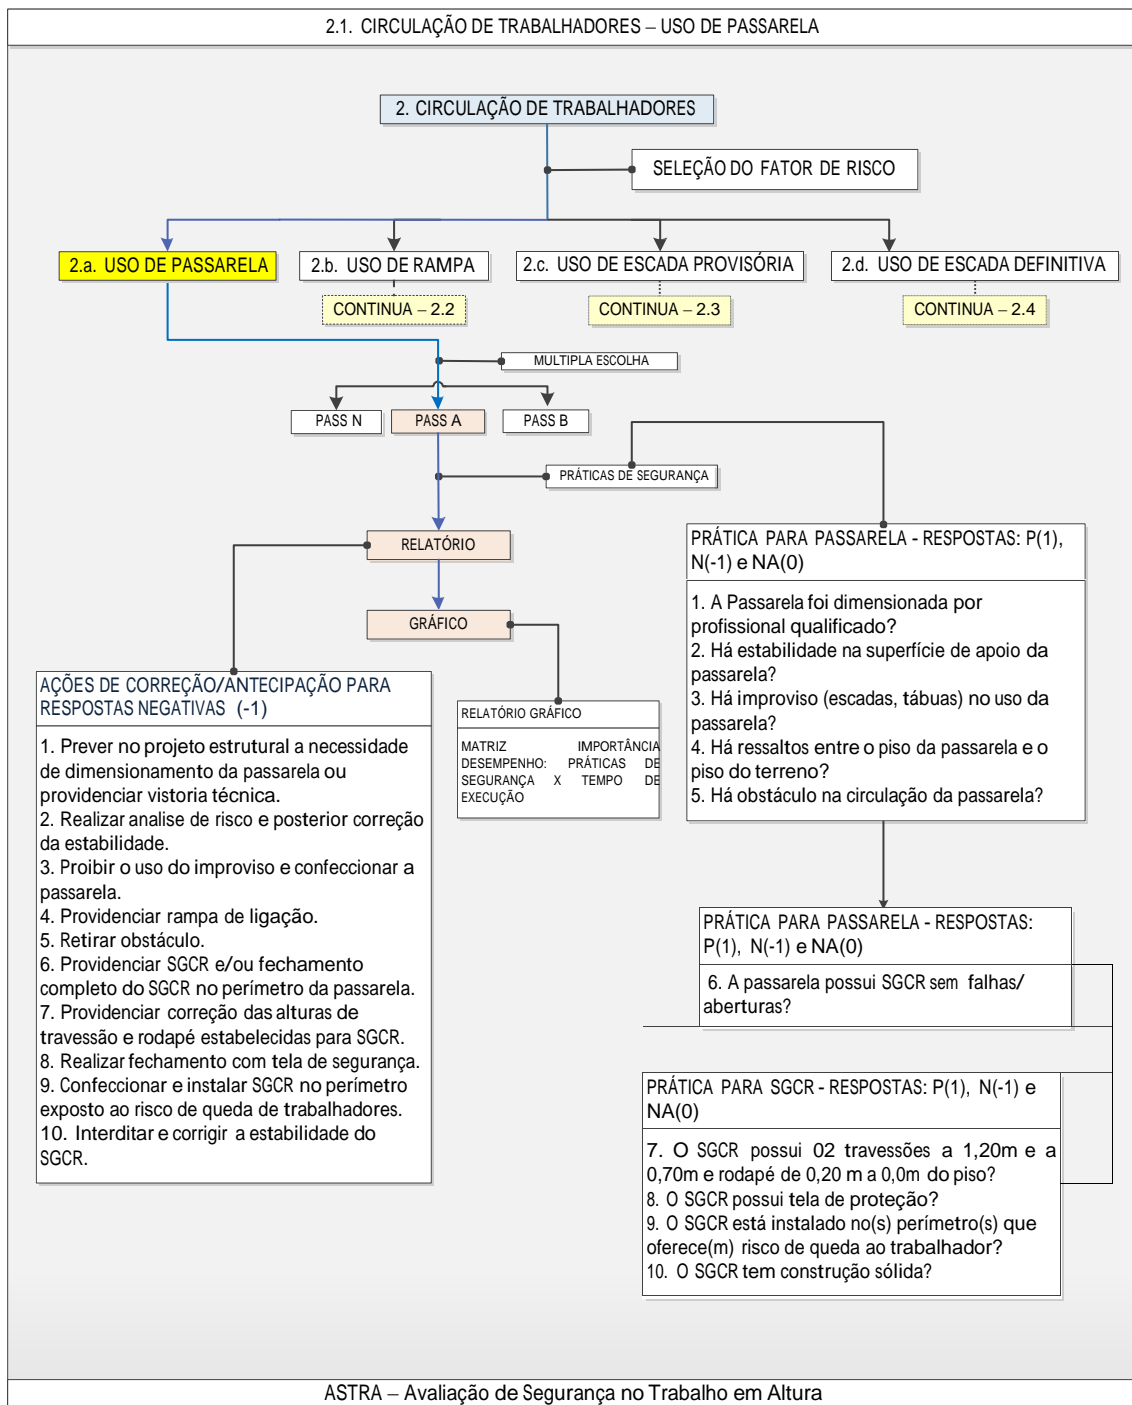 2.1. CIRCULAÇÃO DE TRABALHADORES – USO DE PASSARELA
2. CIRCULAÇÃO DE TRABALHADORES
SELEÇÃO DO FATOR DE RISCO
2.a. USO DE PASSARELA
2.b. USO DE RAMPA
2.c. USO DE ESCADA PROVISÓRIA
2.d. USO DE ESCADA DEFINITIVA
CONTINUA – 2.2
CONTINUA – 2.3
CONTINUA – 2.4
MULTIPLA ESCOLHA
PASS N
PASS A
PASS B
PRÁTICAS DE SEGURANÇA
RELATÓRIO
GRÁFICO
PRÁTICA PARA PASSARELA - RESPOSTAS: P(1),
N(-1) e NA(0)
1. A Passarela foi dimensionada por
profissional qualificado?
2. Há estabilidade na superfície de apoio da
passarela?
3. Há improviso (escadas, tábuas) no uso da
passarela?
4. Há ressaltos entre o piso da passarela e o
piso do terreno?
5. Há obstáculo na circulação da passarela?
AÇÕES DE CORREÇÃO/ANTECIPAÇÃO PARA
RESPOSTAS NEGATIVAS (-1)
1. Prever no projeto estrutural a necessidade
de dimensionamento da passarela ou
providenciar vistoria técnica.
2. Realizar analise de risco e posterior correção
da estabilidade.
3. Proibir o uso do improviso e confeccionar a
passarela.
4. Providenciar rampa de ligação.
5. Retirar obstáculo.
6. Providenciar SGCR e/ou fechamento
completo do SGCR no perímetro da passarela.
7. Providenciar correção das alturas de
travessão e rodapé estabelecidas para SGCR.
8. Realizar fechamento com tela de segurança.
9. Confeccionar e instalar SGCR no perímetro
exposto ao risco de queda de trabalhadores.
10. Interditar e corrigir a estabilidade do
SGCR.
RELATÓRIO GRÁFICO
MATRIZ IMPORTÂNCIA
DESEMPENHO: PRÁTICAS DE
SEGURANÇA X TEMPO DE
EXECUÇÃO
PRÁTICA PARA PASSARELA - RESPOSTAS:
P(1), N(-1) e NA(0)
6. A passarela possui SGCR sem falhas/
aberturas?
PRÁTICA PARA SGCR - RESPOSTAS: P(1), N(-1) e
NA(0)
7. O SGCR possui 02 travessões a 1,20m e a
0,70m e rodapé de 0,20 m a 0,0m do piso?
8. O SGCR possui tela de proteção?
9. O SGCR está instalado no(s) perímetro(s) que
oferece(m) risco de queda ao trabalhador?
10. O SGCR tem construção sólida?
ASTRA – Avaliação de Segurança no Trabalho em Altura